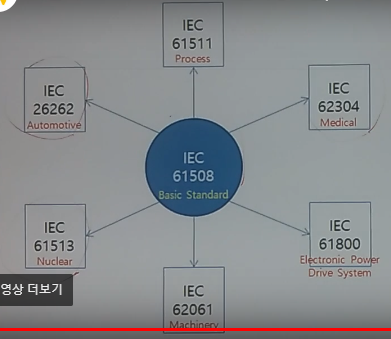 IEC
61511
Process
IEC
26262
Automotive
IEC
62304
Medical
IEC
61508
Basic Standard
IEC
61513
Nuclear
IEC
61800
Electronic Power
Drive System
영상 더보기
IEC
62061
Machinery